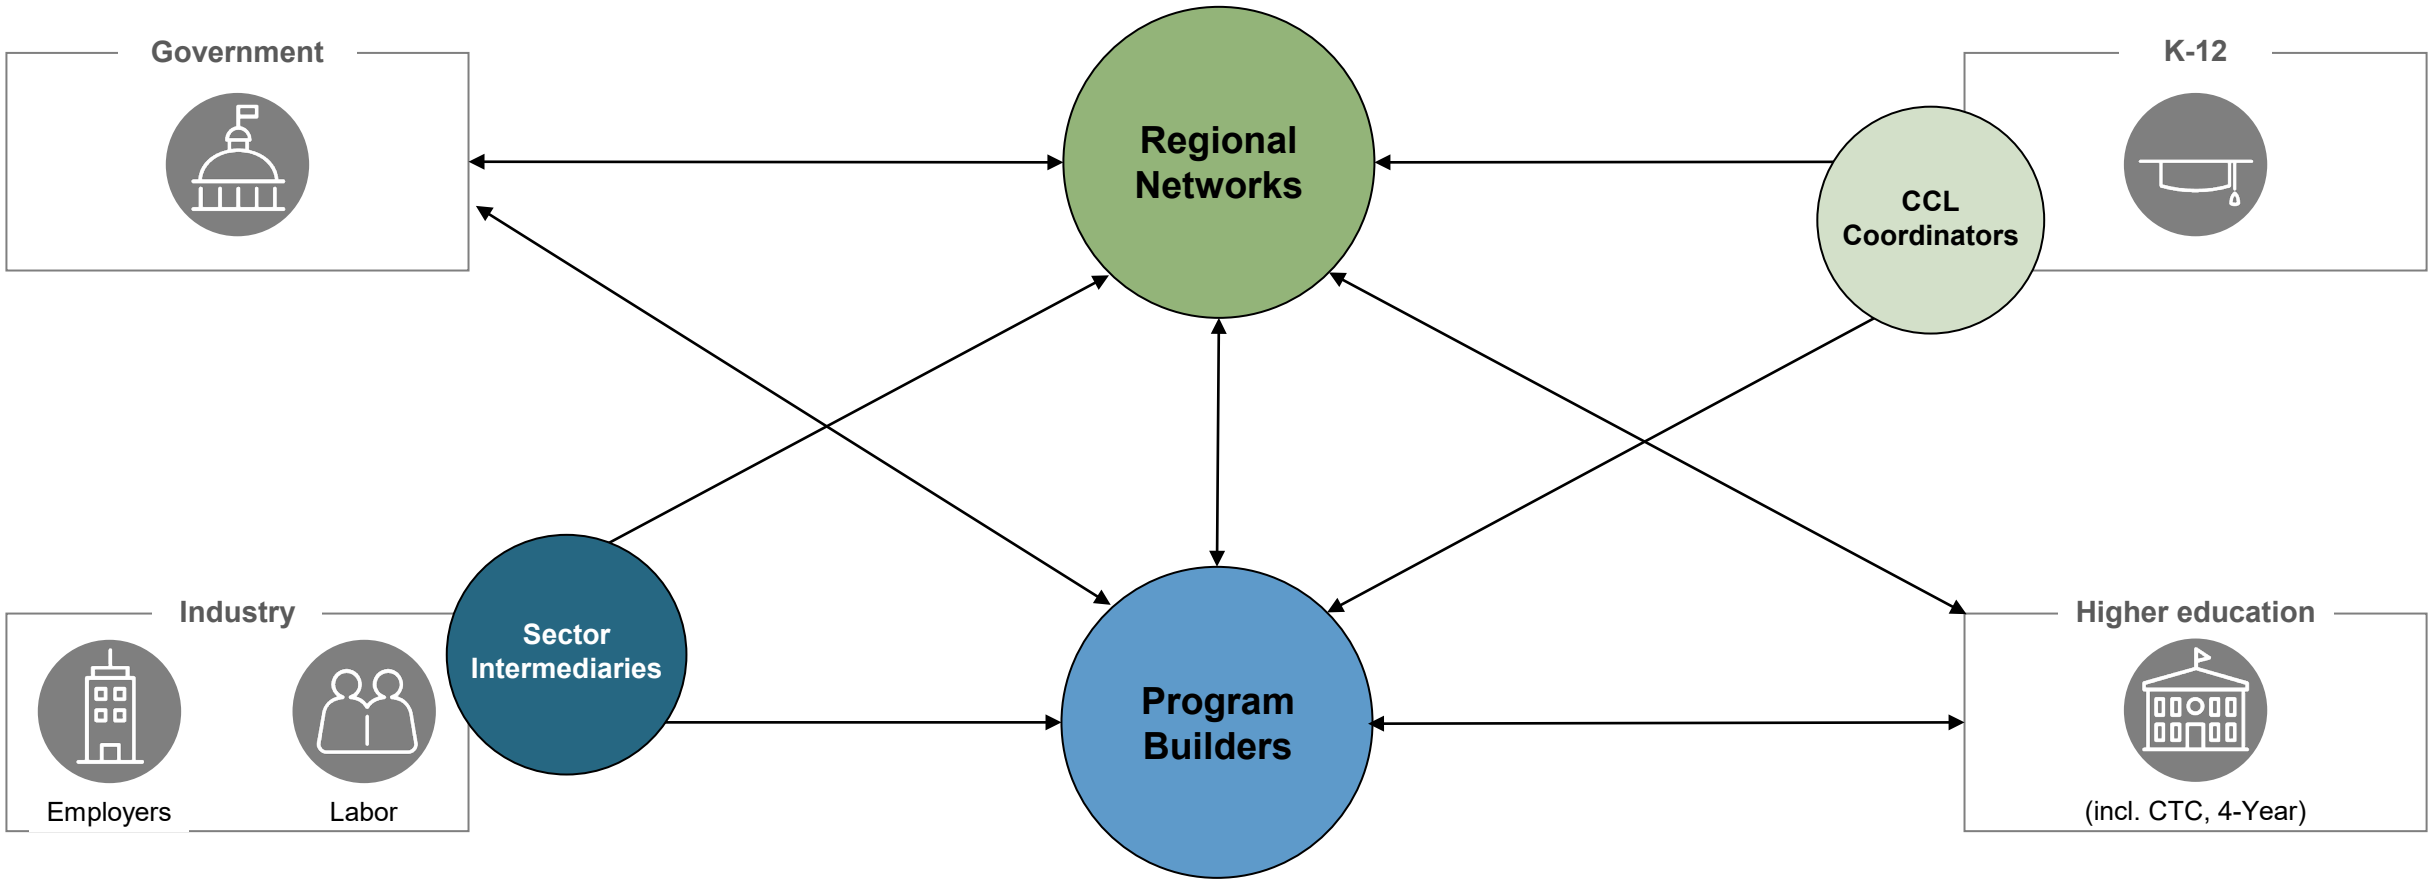 Government
K-12
Regional
Networks
CCL
Coordinators
Industry
Higher education
Sector
Intermediaries
Program
Builders
Employers
Labor
(incl. CTC, 4-Year)